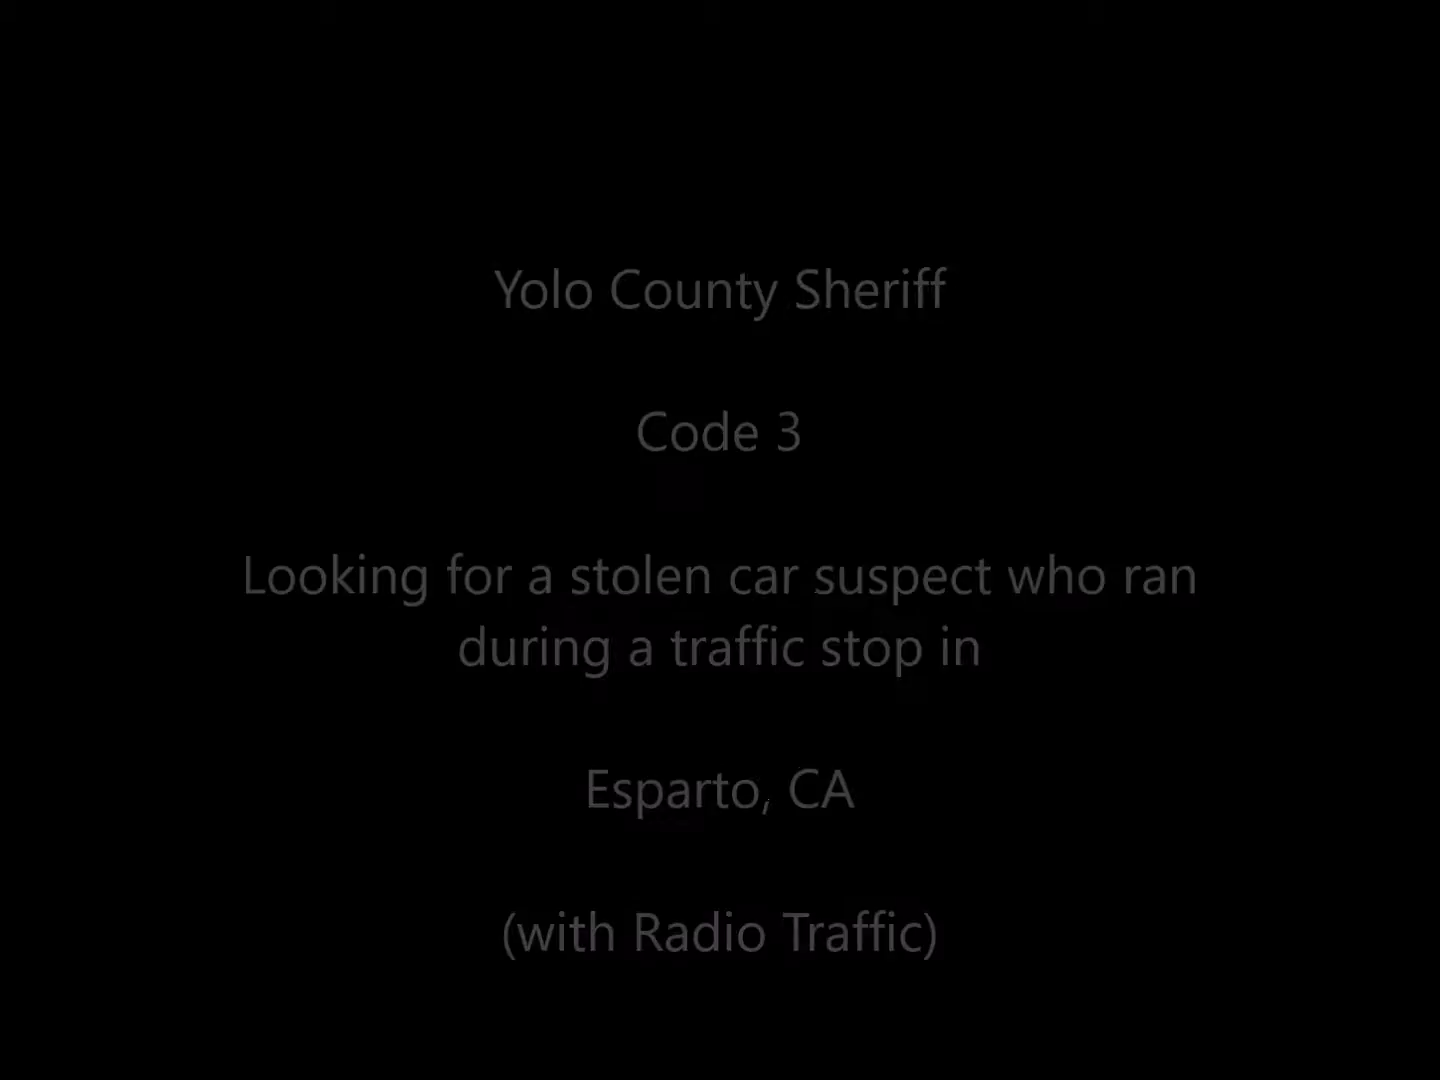 Yolo County Sheriff
Code 3
Looking for a stolen car suspect who ran
during a traffic stop in
Esparto, CA
(with Radio Traffic)